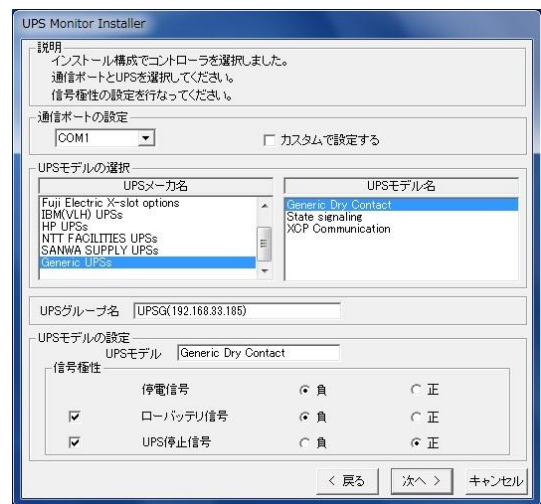 UPS Monitor Installer
説明
インストール構成でコントローラを選択しました。
通信ポートとUPSを選択してください。
信号極性の設定を行なってください。
通信ポートの設定
COM1
カスタムで設定する
UPSモデルの選択
UPSメーカ名
Fuji Electric X-slot options
IBM(VLH) UPSs
HP UPSs
NTT FACILITIES UPSs
SANWA SUPPLY UPSs
Generic UPSs
UPSモデル名
Generic Dry Contact
State signaling
XCP Communication
UPSグループ名 UPSG(192.168.33.185)
UPSモデルの設定
UPSモデル Generic Dry Contact
信号極性
停電信号 負 正
ローバッテリ信号 負 正
UPS停止信号 負 正
< 戻る 次へ > キャンセル